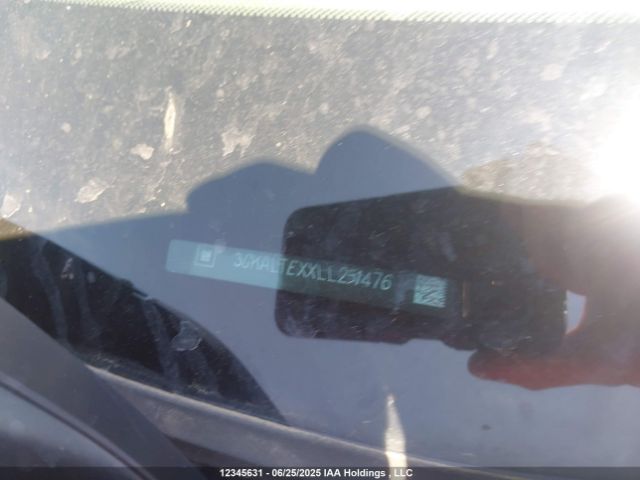 3GKALTEXXLL251476
12345631 - 06/25/2025 IAA Holdings , LLC